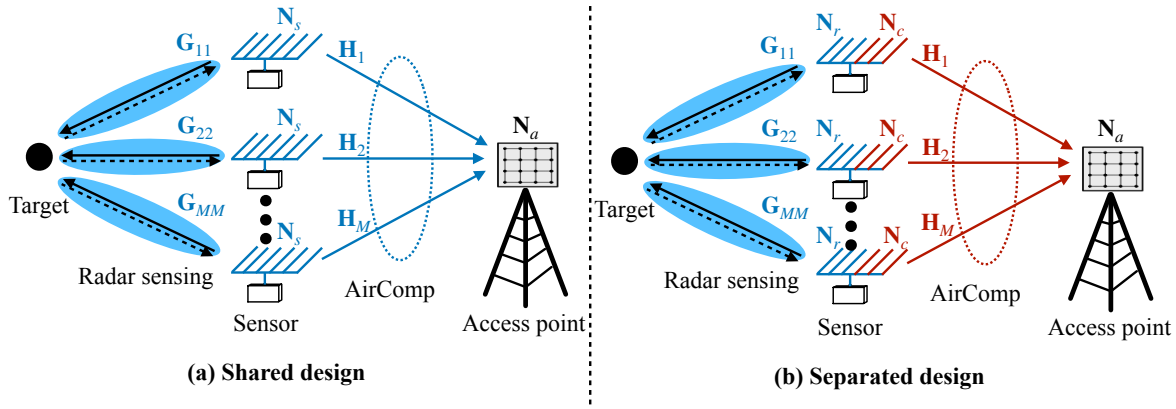 N_s
G_11
H_1
N_s
G_22
H_2
N_a
Target
G_MM
N_s
H_M
Radar sensing
AirComp
Sensor
Access point
(a) Shared design
N_r N_c
G_11
H_1
N_r N_c
G_22
H_2
N_a
Target
G_MM
N_r N_c
H_M
Radar sensing
AirComp
Sensor
Access point
(b) Separated design